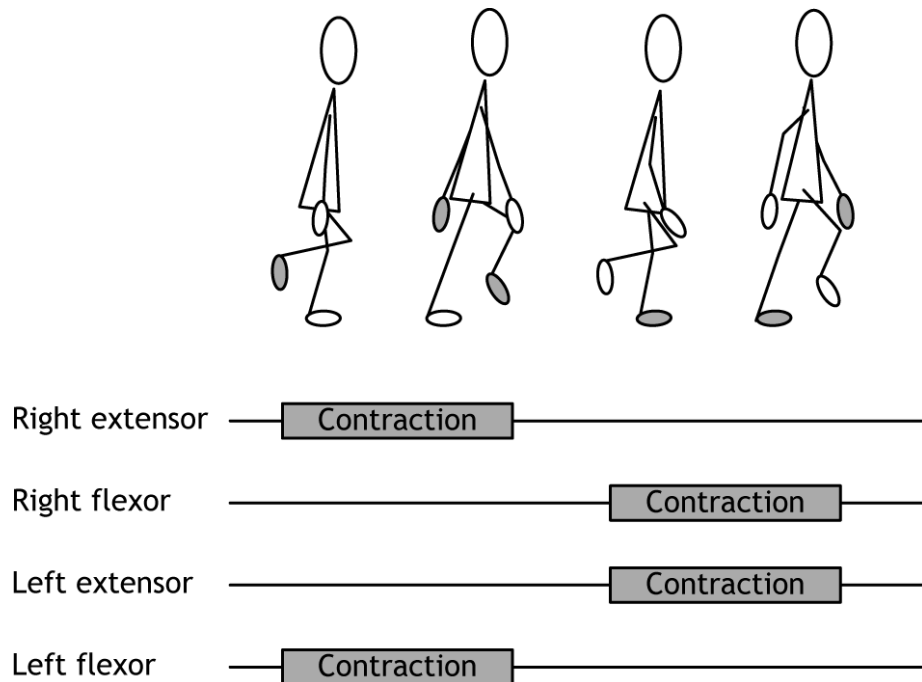 Right extensor Contraction
Right flexor Contraction
Left extensor Contraction
Left flexor Contraction